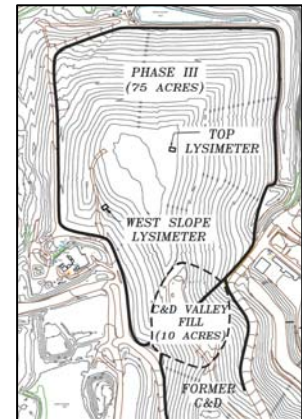 PHASE III
(75 ACRES)
TOP
LYSIMETER
WEST SLOPE
LYSIMETER
C&D VALLEY
FILL
(10 ACRES)
FORMER
C&D